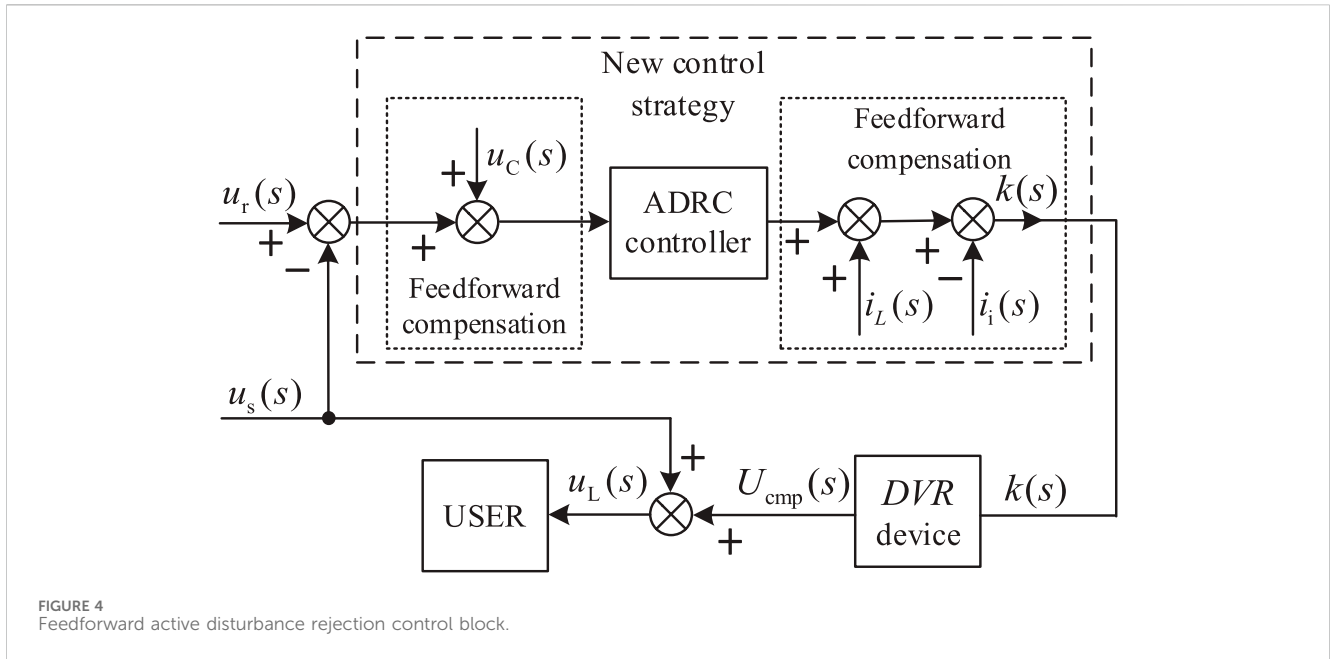 New control
strategy
Feedforward
compensation
+
u_C(s)
u_r(s)
+
−
+
Feedforward
compensation
ADRC
controller
+
+
i_L(s)
+
−
i_i(s)
k(s)
u_s(s)
USER
u_L(s)
+
+
U_cmp(s)
DVR
device
k(s)
FIGURE 4
Feedforward active disturbance rejection control block.